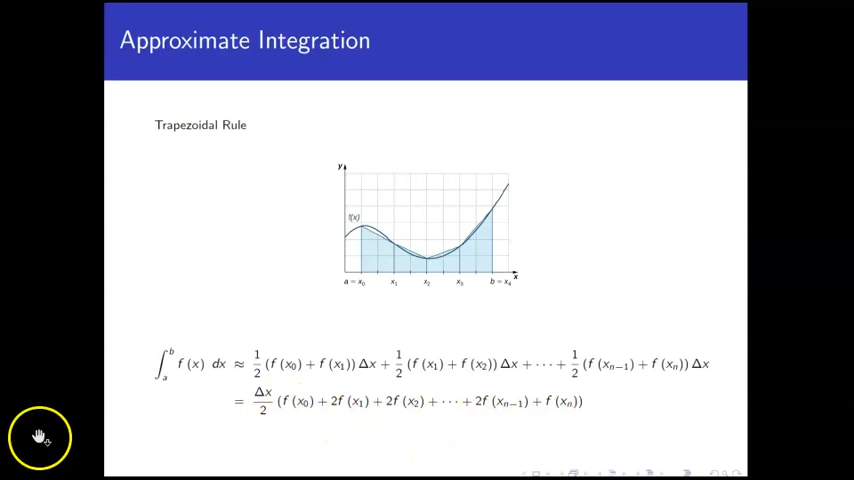 Approximate Integration
Trapezoidal Rule
y
f(x)
x
a = x₀ x₁ x₂ x₃ b = x₄
∫ₐᵇ f (x) dx ≈ 1/2 (f (x₀) + f (x₁)) Δx + 1/2 (f (x₁) + f (x₂)) Δx + · · · + 1/2 (f (xₙ₋₁) + f (xₙ)) Δx
= Δx/2 (f (x₀) + 2f (x₁) + 2f (x₂) + · · · + 2f (xₙ₋₁) + f (xₙ))